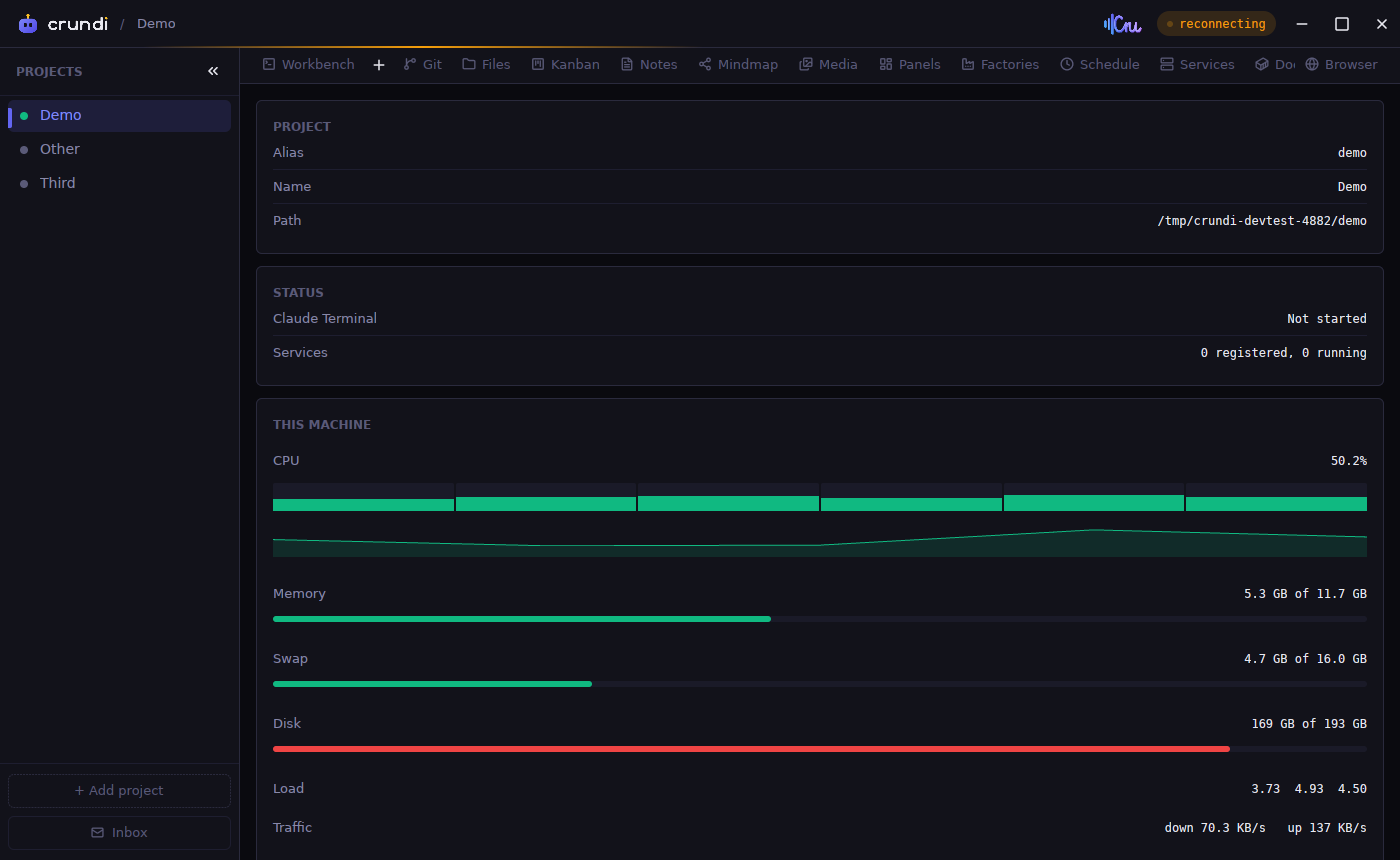 crundi / Demo
Cru
reconnecting
PROJECTS
Workbench
Git
Files
Kanban
Notes
Mindmap
Media
Panels
Factories
Schedule
Services
Doc
Browser
Demo
Other
Third
PROJECT
Alias demo
Name Demo
Path /tmp/crundi-devtest-4882/demo
STATUS
Claude Terminal Not started
Services 0 registered, 0 running
THIS MACHINE
CPU 50.2%
Memory 5.3 GB of 11.7 GB
Swap 4.7 GB of 16.0 GB
Disk 169 GB of 193 GB
Load 3.73 4.93 4.50
Traffic down 70.3 KB/s up 137 KB/s
+ Add project
Inbox